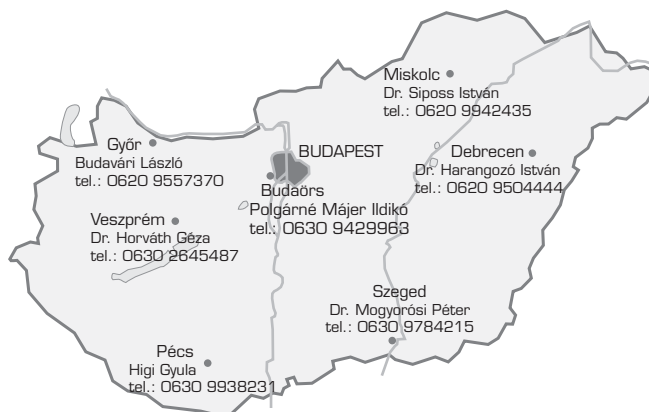 Miskolc
Dr. Siposs István
tel.: 0620 9942435
Győr
Budavári László
tel.: 0620 9557370
BUDAPEST
Debrecen
Dr. Harangozó István
tel.: 0620 9504444
Budaörs
Polgárné Májer Ildikó
tel.: 0630 9429963
Veszprém
Dr. Horváth Géza
tel.: 0630 2645487
Szeged
Dr. Mogyorósi Péter
tel.: 0630 9784215
Pécs
Higi Gyula
tel.: 0630 9938231